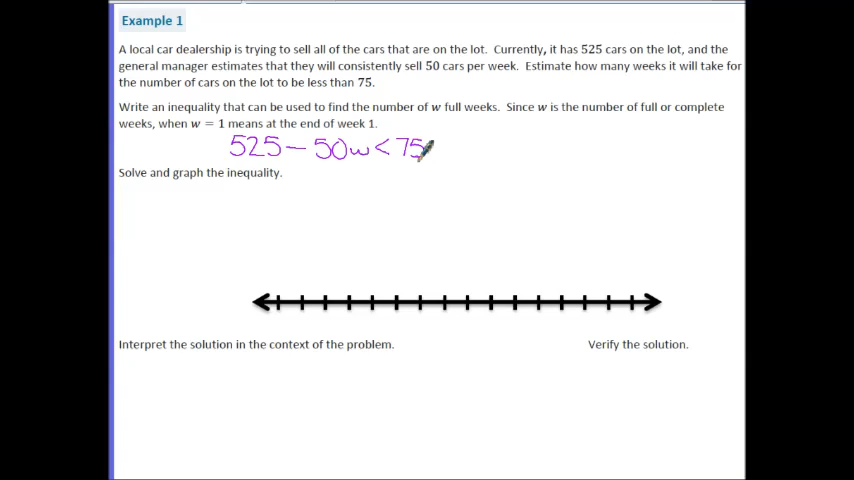 Example 1
A local car dealership is trying to sell all of the cars that are on the lot. Currently, it has 525 cars on the lot, and the
general manager estimates that they will consistently sell 50 cars per week. Estimate how many weeks it will take for
the number of cars on the lot to be less than 75.
Write an inequality that can be used to find the number of w full weeks. Since w is the number of full or complete
weeks, when w = 1 means at the end of week 1.
525 - 50w < 75
Solve and graph the inequality.
Interpret the solution in the context of the problem. Verify the solution.